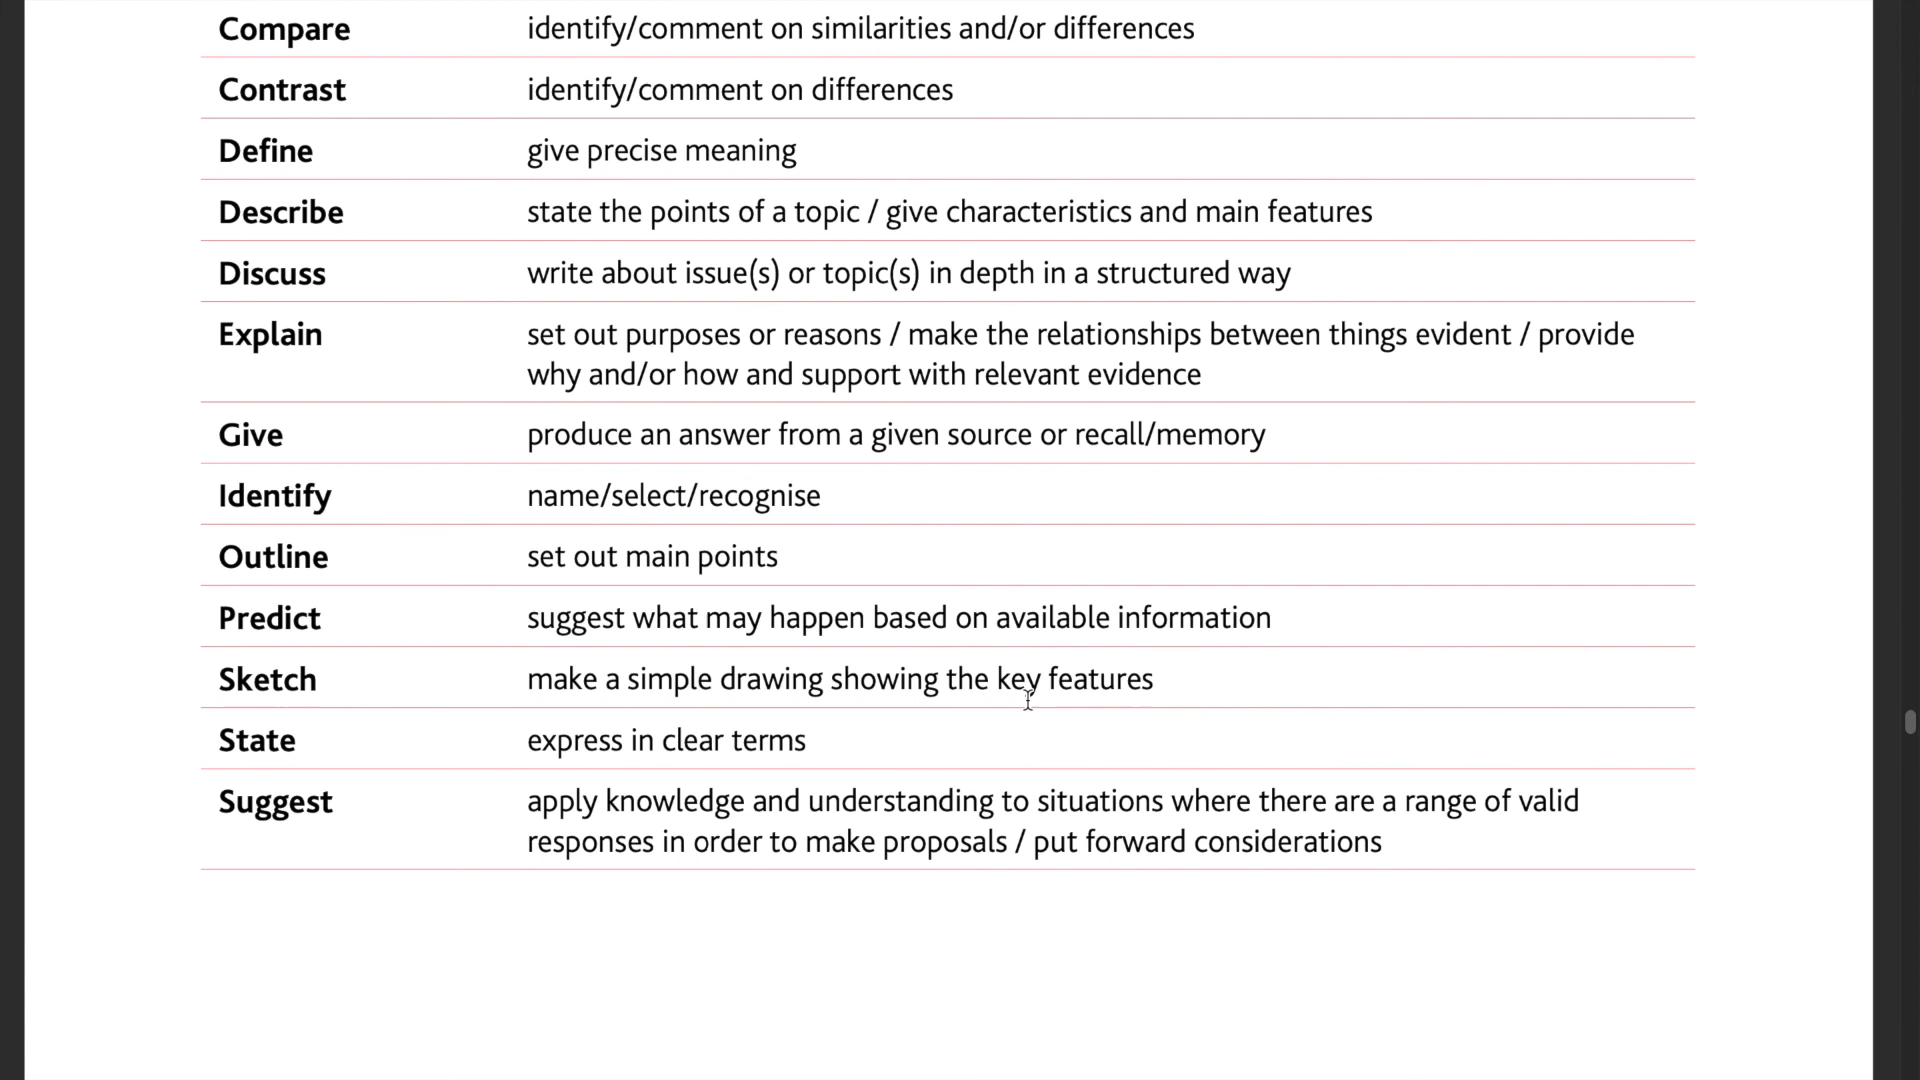 Compare identify/comment on similarities and/or differences
Contrast identify/comment on differences
Define give precise meaning
Describe state the points of a topic / give characteristics and main features
Discuss write about issue(s) or topic(s) in depth in a structured way
Explain set out purposes or reasons / make the relationships between things evident / provide
why and/or how and support with relevant evidence
Give produce an answer from a given source or recall/memory
Identify name/select/recognise
Outline set out main points
Predict suggest what may happen based on available information
Sketch make a simple drawing showing the key features
State express in clear terms
Suggest apply knowledge and understanding to situations where there are a range of valid
responses in order to make proposals / put forward considerations